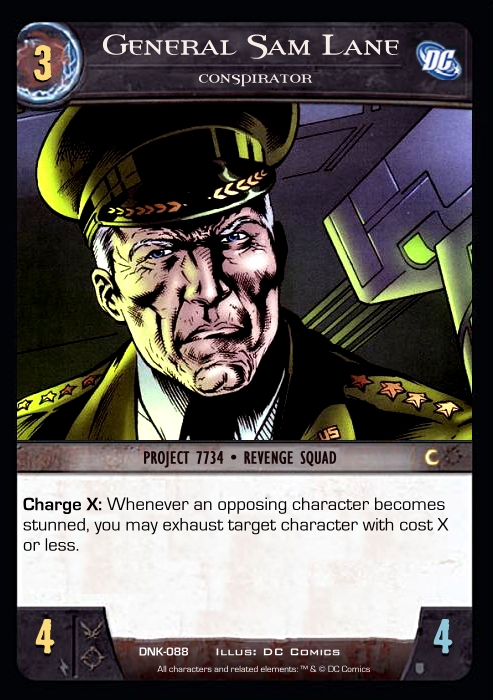 3
General Sam Lane
DC
Conspirator
US
Project 7734 • Revenge Squad
C
Charge X: Whenever an opposing character becomes
stunned, you may exhaust target character with cost X
or less.
4
DNK-088 Illus: DC Comics
4
All characters and related elements: ™ & © DC Comics